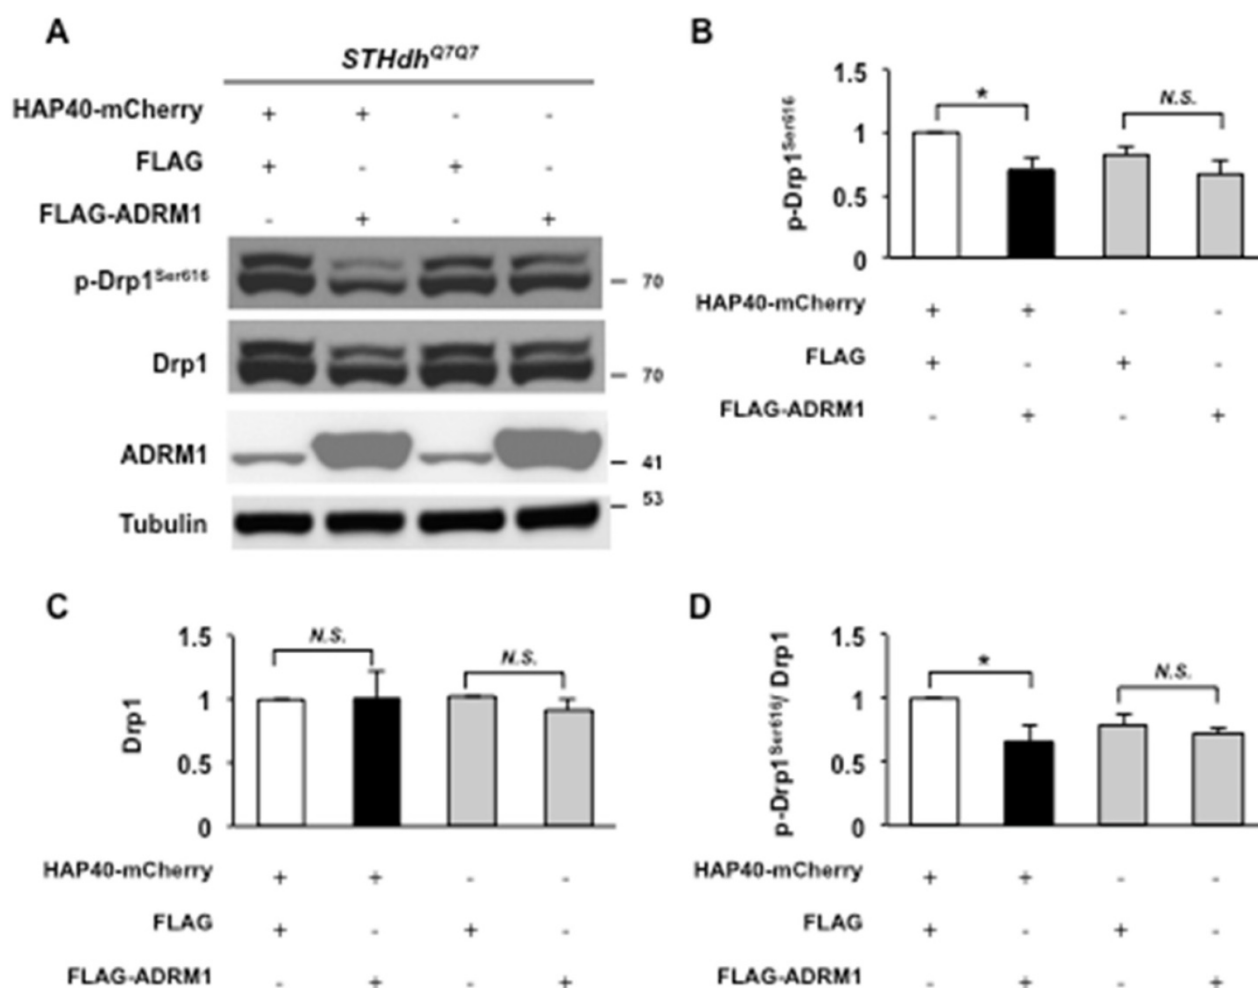 A
STHdhQ7Q7
HAP40-mCherry + + - -
FLAG + - + -
FLAG-ADRM1 - + - +
p-Drp1Ser616 – 70
Drp1 – 70
ADRM1 – 41
53
Tubulin
B
p-Drp1Ser616
1.5
1
0.5
0
*
N.S.
HAP40-mCherry + + - -
FLAG + - + -
FLAG-ADRM1 - + - +
C
Drp1
1.5
1
0.5
0
N.S.
N.S.
HAP40-mCherry + + - -
FLAG + - + -
FLAG-ADRM1 - + - +
D
p-Drp1Ser616/ Drp1
1.5
1
0.5
0
*
N.S.
HAP40-mCherry + + - -
FLAG + - + -
FLAG-ADRM1 - + - +